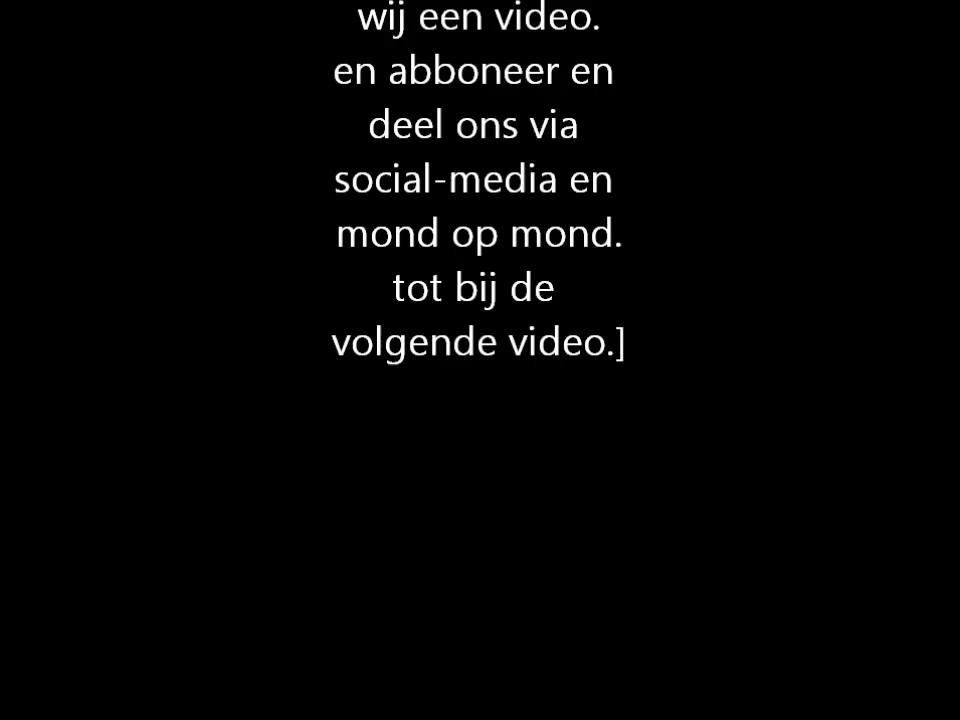 wij een video.
en abboneer en
deel ons via
social-media en
mond op mond.
tot bij de
volgende video.]